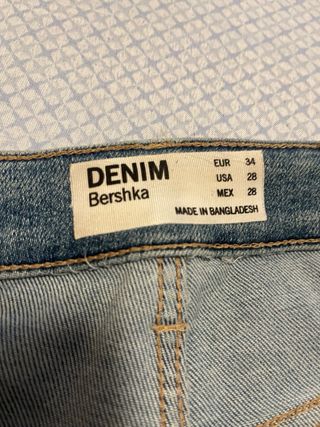 DENIM
Bershka
EUR 34
USA 28
MEX 28
MADE IN BANGLADESH